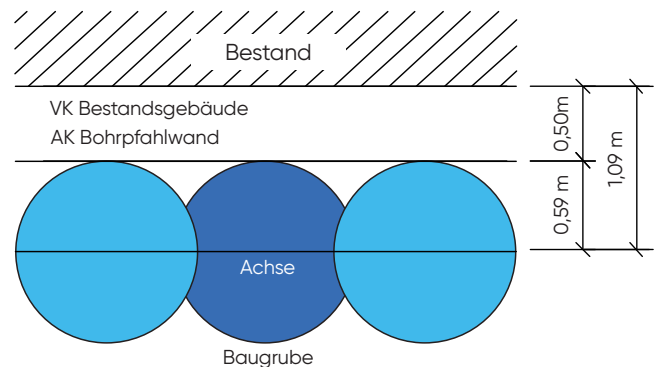 Bestand
VK Bestandsgebäude
AK Bohrpfahlwand
0,50m
0,59 m
1,09 m
Achse
Baugrube